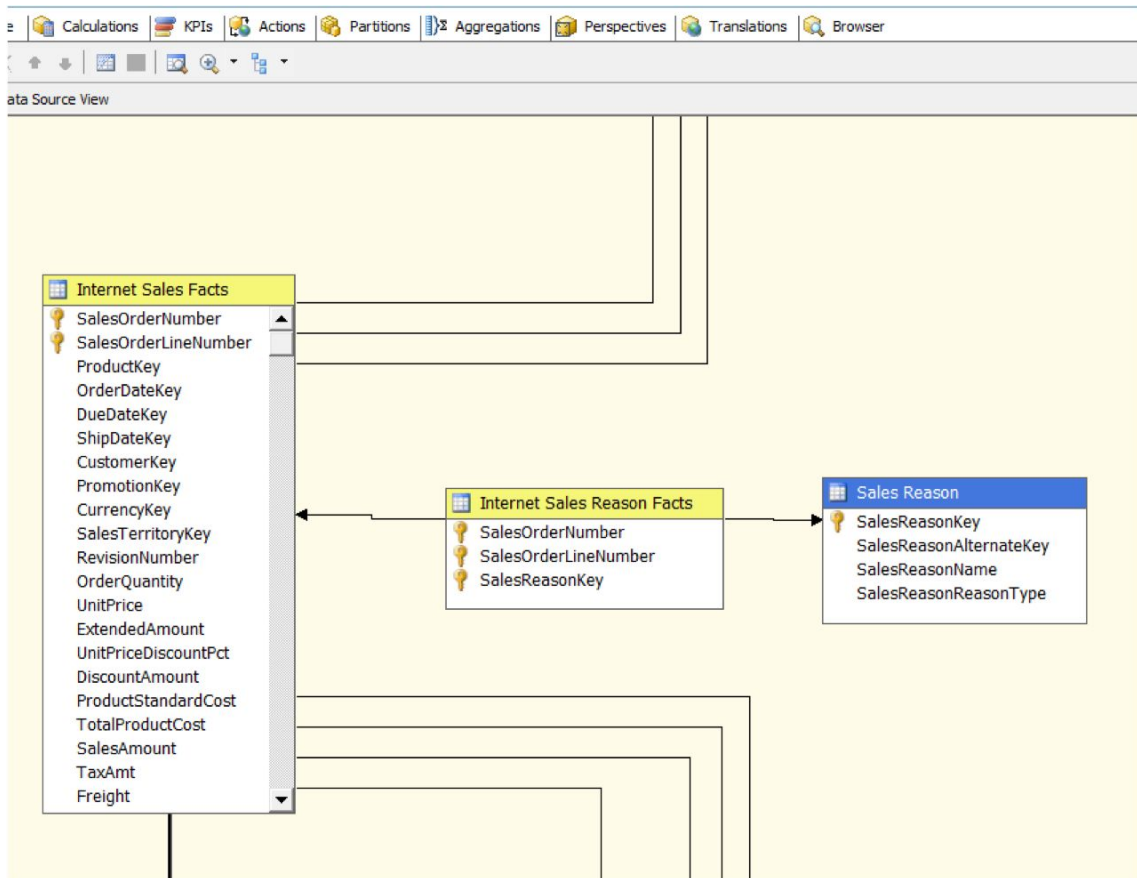 e Calculations KPIs Actions Partitions Aggregations Perspectives Translations Browser
ata Source View
Internet Sales Facts
SalesOrderNumber
SalesOrderLineNumber
ProductKey
OrderDateKey
DueDateKey
ShipDateKey
CustomerKey
PromotionKey
CurrencyKey
SalesTerritoryKey
RevisionNumber
OrderQuantity
UnitPrice
ExtendedAmount
UnitPriceDiscountPct
DiscountAmount
ProductStandardCost
TotalProductCost
SalesAmount
TaxAmt
Freight
Internet Sales Reason Facts
SalesOrderNumber
SalesOrderLineNumber
SalesReasonKey
Sales Reason
SalesReasonKey
SalesReasonAlternateKey
SalesReasonName
SalesReasonReasonType